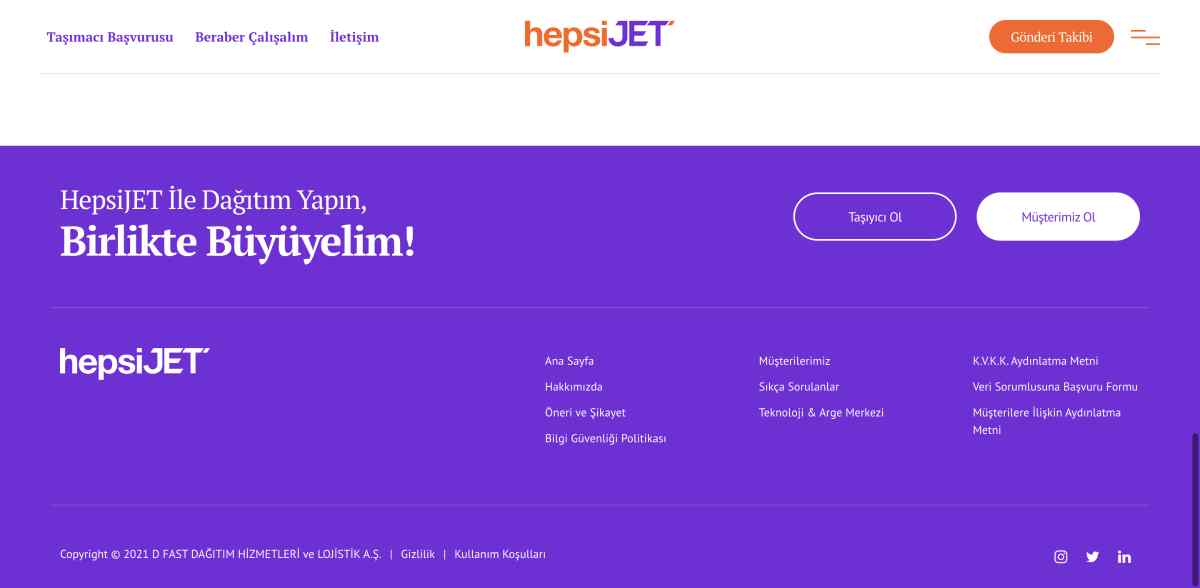 Taşımacı Başvurusu Beraber Çalışalım İletişim
hepsiJET
Gönderi Takibi
HepsiJET İle Dağıtım Yapın,
Birlikte Büyüyelim!
Taşıyıcı Ol
Müşterimiz Ol
hepsiJET
Ana Sayfa
Hakkımızda
Öneri ve Şikayet
Bilgi Güvenliği Politikası
Müşterilerimiz
Sıkça Sorulanlar
Teknoloji & Arge Merkezi
K.V.K.K. Aydınlatma Metni
Veri Sorumlusuna Başvuru Formu
Müşterilere İlişkin Aydınlatma
Metni
Copyright © 2021 D FAST DAĞITIM HİZMETLERİ ve LOJİSTİK A.Ş. | Gizlilik | Kullanım Koşulları